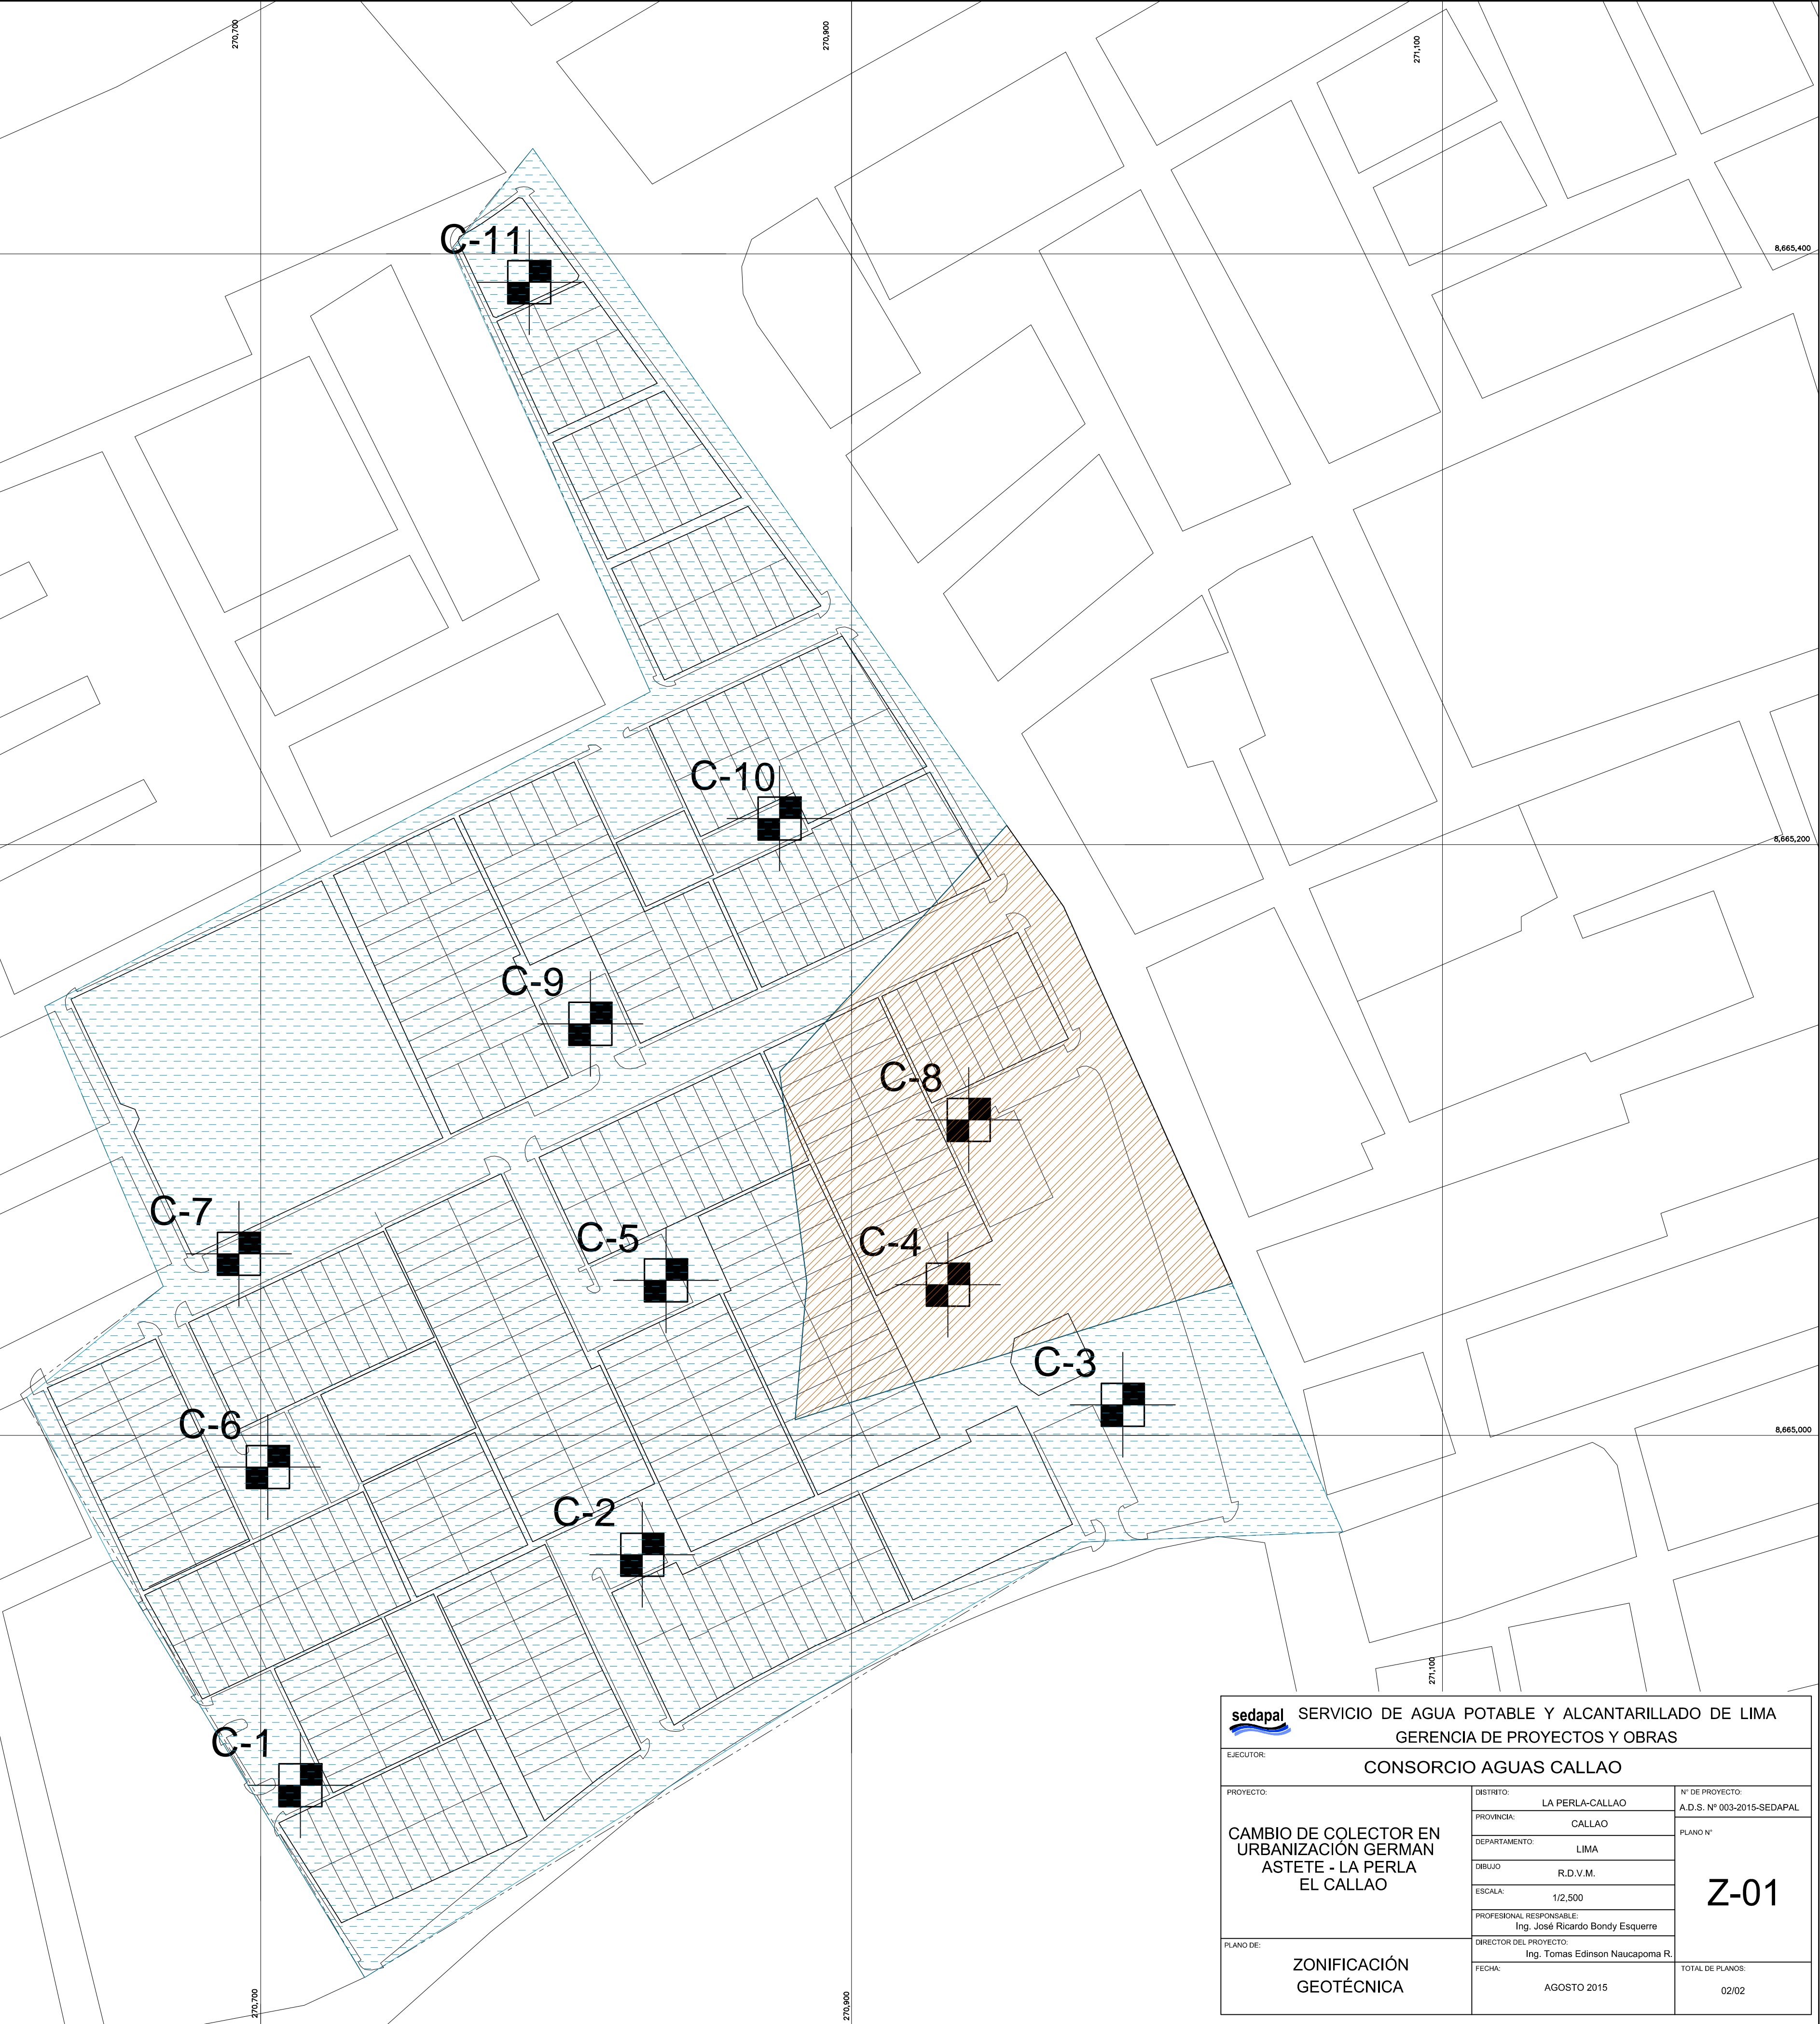 270,700
270,900
271,100
8,665,400
C-11
C-10
8,665,200
C-9
C-8
C-7
C-5
C-4
C-3
C-6
8,665,000
C-2
C-1
271,100
270,700
270,900
sedapal
SERVICIO DE AGUA POTABLE Y ALCANTARILLADO DE LIMA
GERENCIA DE PROYECTOS Y OBRAS
EJECUTOR:
CONSORCIO AGUAS CALLAO
PROYECTO:
CAMBIO DE COLECTOR EN
URBANIZACIÓN GERMAN
ASTETE - LA PERLA
EL CALLAO
PLANO DE:
ZONIFICACIÓN
GEOTÉCNICA
DISTRITO:
LA PERLA-CALLAO
PROVINCIA:
CALLAO
DEPARTAMENTO:
LIMA
DIBUJO
R.D.V.M.
ESCALA:
1/2,500
PROFESIONAL RESPONSABLE:
Ing. José Ricardo Bondy Esquerre
DIRECTOR DEL PROYECTO:
Ing. Tomas Edinson Naucapoma R.
FECHA:
AGOSTO 2015
N° DE PROYECTO:
A.D.S. Nº 003-2015-SEDAPAL
PLANO N°
Z-01
TOTAL DE PLANOS:
02/02